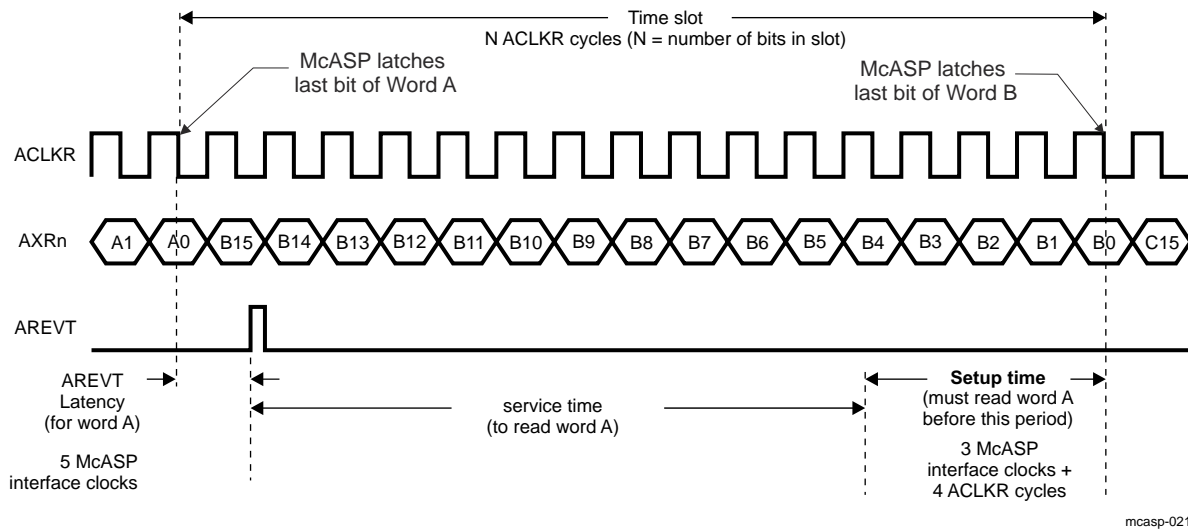 Time slot
N ACLKR cycles (N = number of bits in slot)
McASP latches
last bit of Word A
McASP latches
last bit of Word B
ACLKR
AXRn
A1 A0 B15 B14 B13 B12 B11 B10 B9 B8 B7 B6 B5 B4 B3 B2 B1 B0 C15
AREVT
AREVT
Latency
(for word A)
5 McASP
interface clocks
service time
(to read word A)
Setup time
(must read word A
before this period)
3 McASP
interface clocks +
4 ACLKR cycles
mcasp-021